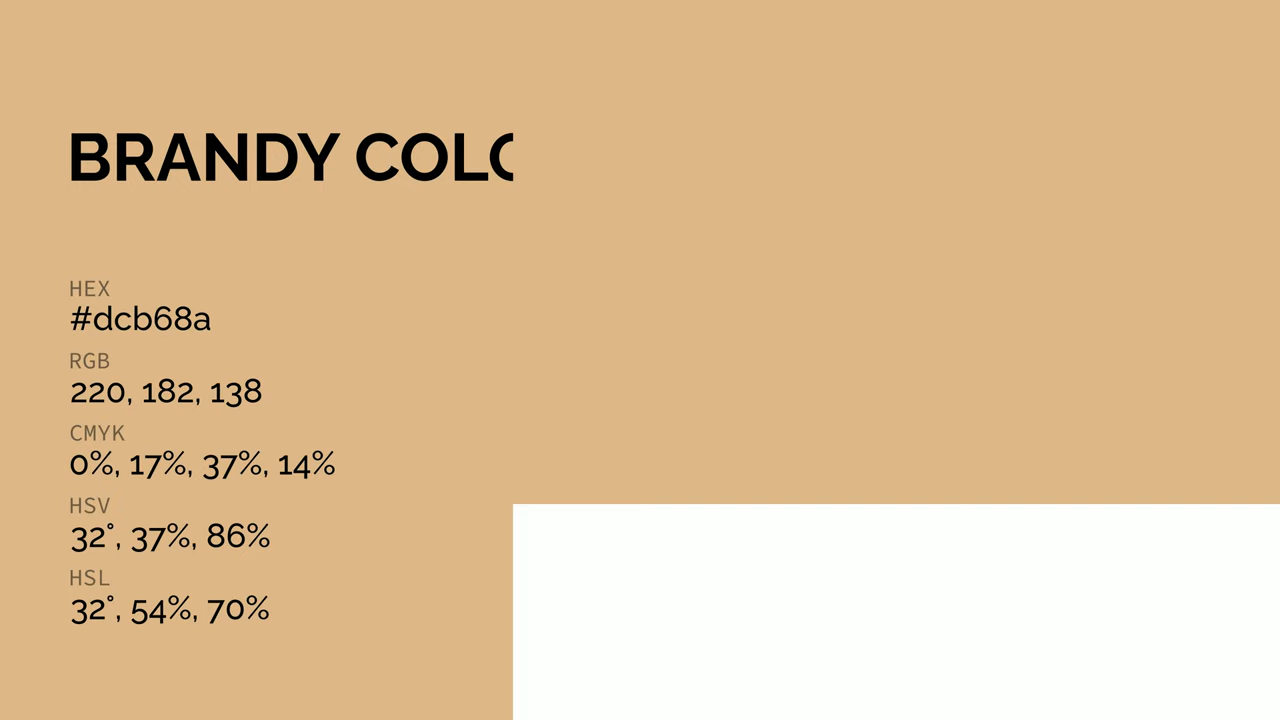 BRANDY COLO
HEX
#dcb68a
RGB
220, 182, 138
CMYK
0%, 17%, 37%, 14%
HSV
32°, 37%, 86%
HSL
32°, 54%, 70%